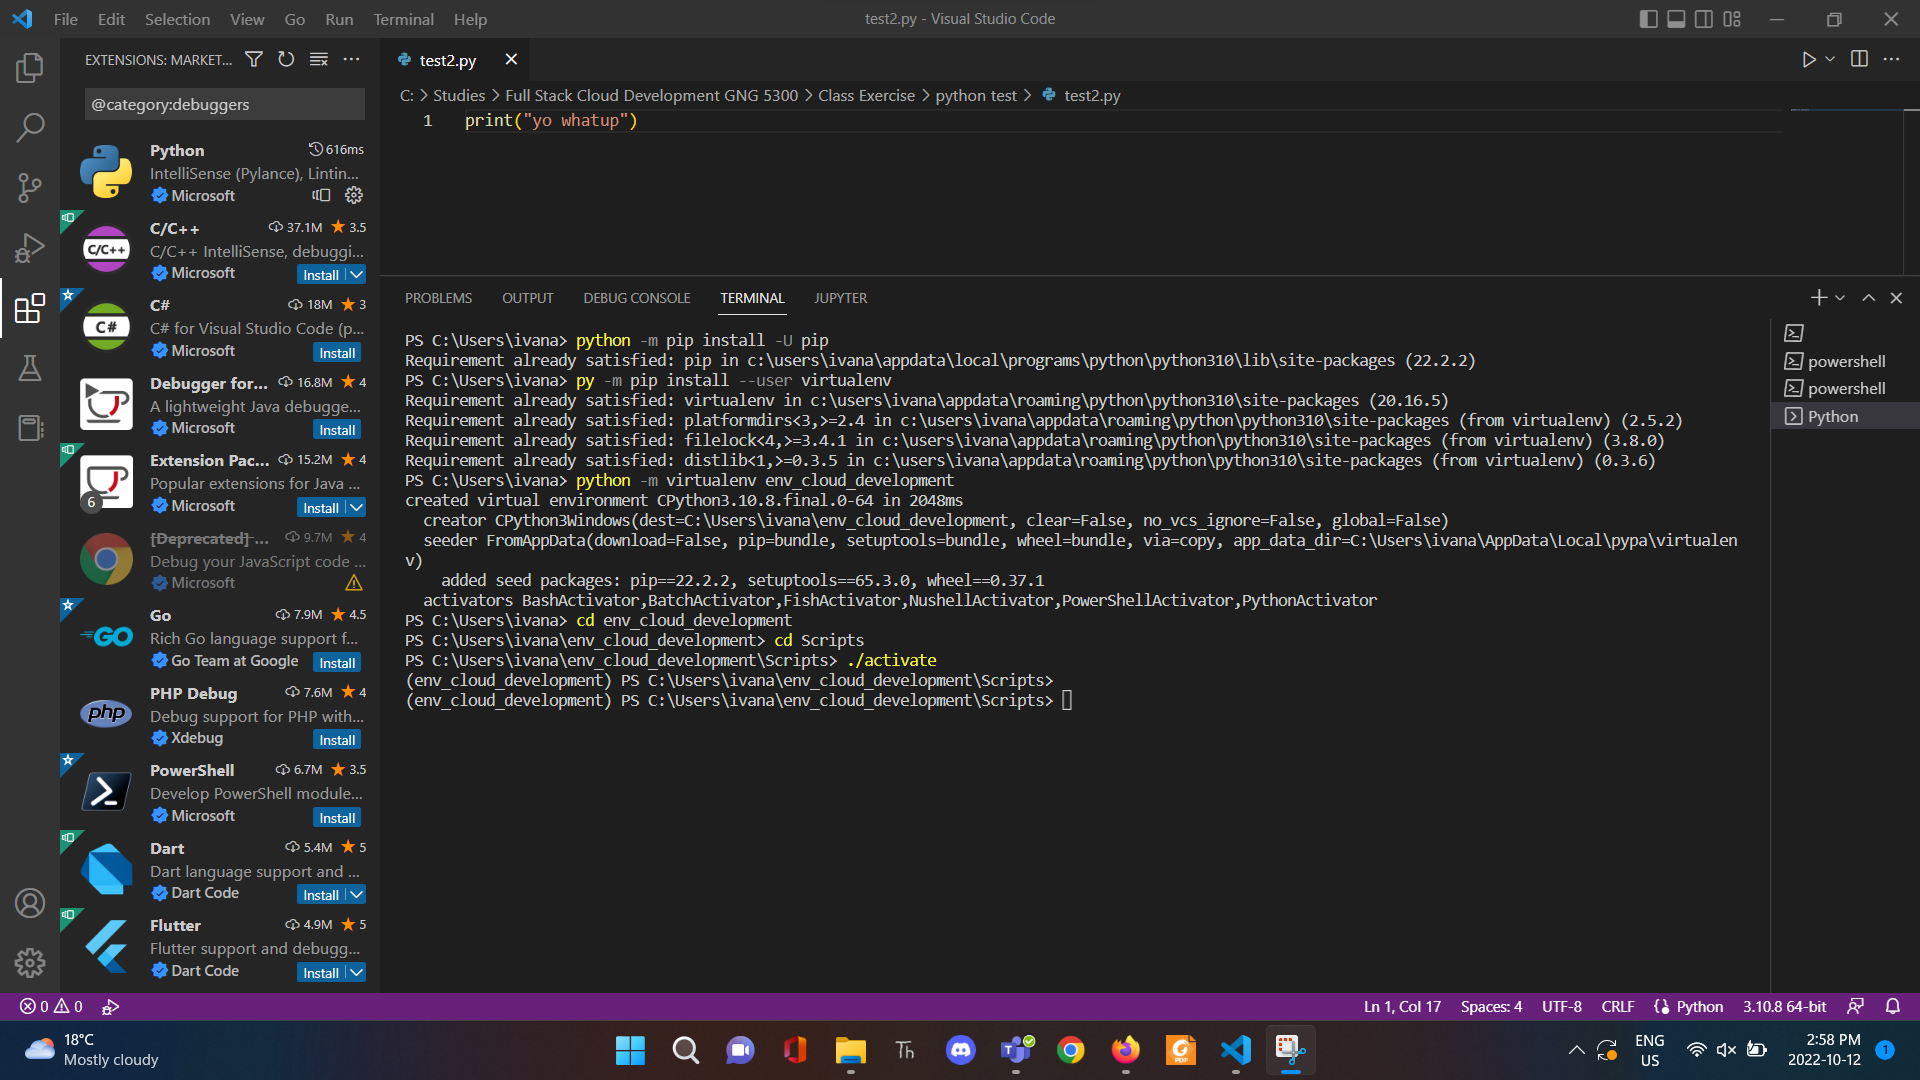 File Edit Selection View Go Run Terminal Help
test2.py - Visual Studio Code
EXTENSIONS: MARKET...
@category:debuggers
Python 616ms
IntelliSense (Pylance), Lintin...
Microsoft
C/C++ 37.1M 3.5
C/C++ IntelliSense, debuggi...
Microsoft Install
C# 18M 3
C# for Visual Studio Code (p...
Microsoft Install
Debugger for... 16.8M 4
A lightweight Java debugge...
Microsoft Install
Extension Pac... 15.2M 4
Popular extensions for Java ...
6
Microsoft Install
[Deprecated] ... 9.7M 4
Debug your JavaScript code ...
Microsoft
Go 7.9M 4.5
Rich Go language support f...
Go Team at Google Install
PHP Debug 7.6M 4
Debug support for PHP with...
Xdebug Install
PowerShell 6.7M 3.5
Develop PowerShell module...
Microsoft Install
Dart 5.4M 5
Dart language support and ...
Dart Code Install
Flutter 4.9M 5
Flutter support and debugg...
Dart Code Install
C/C++
C#
GO
php
test2.py
C: > Studies > Full Stack Cloud Development GNG 5300 > Class Exercise > python test > test2.py
1 print("yo whatup")
PROBLEMS OUTPUT DEBUG CONSOLE TERMINAL JUPYTER
PS C:\Users\ivana> python -m pip install -U pip
Requirement already satisfied: pip in c:\users\ivana\appdata\local\programs\python\python310\lib\site-packages (22.2.2)
PS C:\Users\ivana> py -m pip install --user virtualenv
Requirement already satisfied: virtualenv in c:\users\ivana\appdata\roaming\python\python310\site-packages (20.16.5)
Requirement already satisfied: platformdirs<3,>=2.4 in c:\users\ivana\appdata\roaming\python\python310\site-packages (from virtualenv) (2.5.2)
Requirement already satisfied: filelock<4,>=3.4.1 in c:\users\ivana\appdata\roaming\python\python310\site-packages (from virtualenv) (3.8.0)
Requirement already satisfied: distlib<1,>=0.3.5 in c:\users\ivana\appdata\roaming\python\python310\site-packages (from virtualenv) (0.3.6)
PS C:\Users\ivana> python -m virtualenv env_cloud_development
created virtual environment CPython3.10.8.final.0-64 in 2048ms
creator CPython3Windows(dest=C:\Users\ivana\env_cloud_development, clear=False, no_vcs_ignore=False, global=False)
seeder FromAppData(download=False, pip=bundle, setuptools=bundle, wheel=bundle, via=copy, app_data_dir=C:\Users\ivana\AppData\Local\pypa\virtualen
v)
added seed packages: pip==22.2.2, setuptools==65.3.0, wheel==0.37.1
activators BashActivator,BatchActivator,FishActivator,NushellActivator,PowerShellActivator,PythonActivator
PS C:\Users\ivana> cd env_cloud_development
PS C:\Users\ivana\env_cloud_development> cd Scripts
PS C:\Users\ivana\env_cloud_development\Scripts> ./activate
(env_cloud_development) PS C:\Users\ivana\env_cloud_development\Scripts>
(env_cloud_development) PS C:\Users\ivana\env_cloud_development\Scripts>
powershell
powershell
Python
0 0
Ln 1, Col 17 Spaces: 4 UTF-8 CRLF Python 3.10.8 64-bit
18°C
Mostly cloudy
Th
PDF
ENG
US
2:58 PM
2022-10-12
1